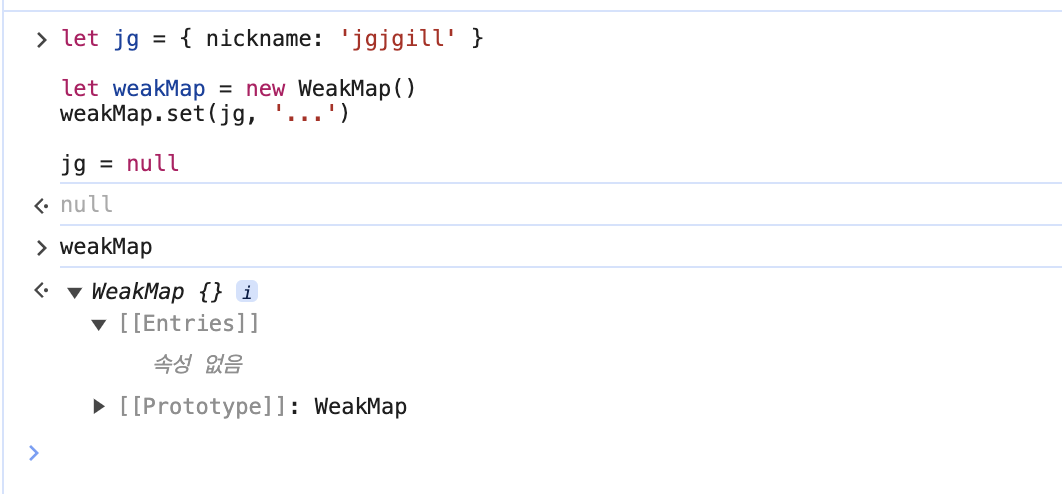 let jg = { nickname: 'jgjgill' }
let weakMap = new WeakMap()
weakMap.set(jg, '...')
jg = null
null
weakMap
WeakMap {} i
[[Entries]]
속성 없음
[[Prototype]]: WeakMap